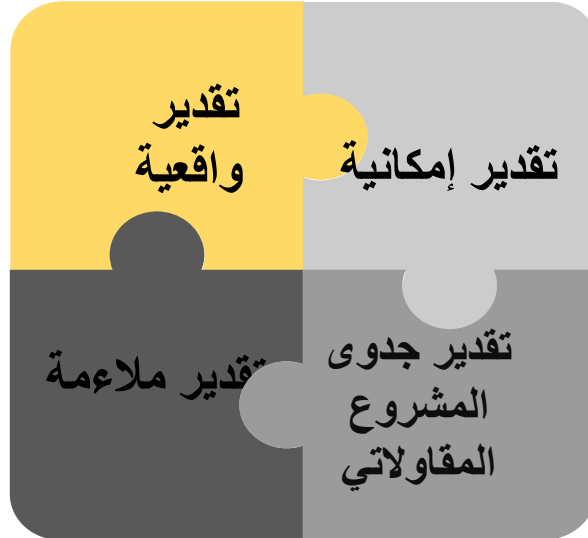 تقدير إمكانية
تقدير
واقعية
تقدير جدوى
المشروع
المقاولاتي
تقدير ملاءمة